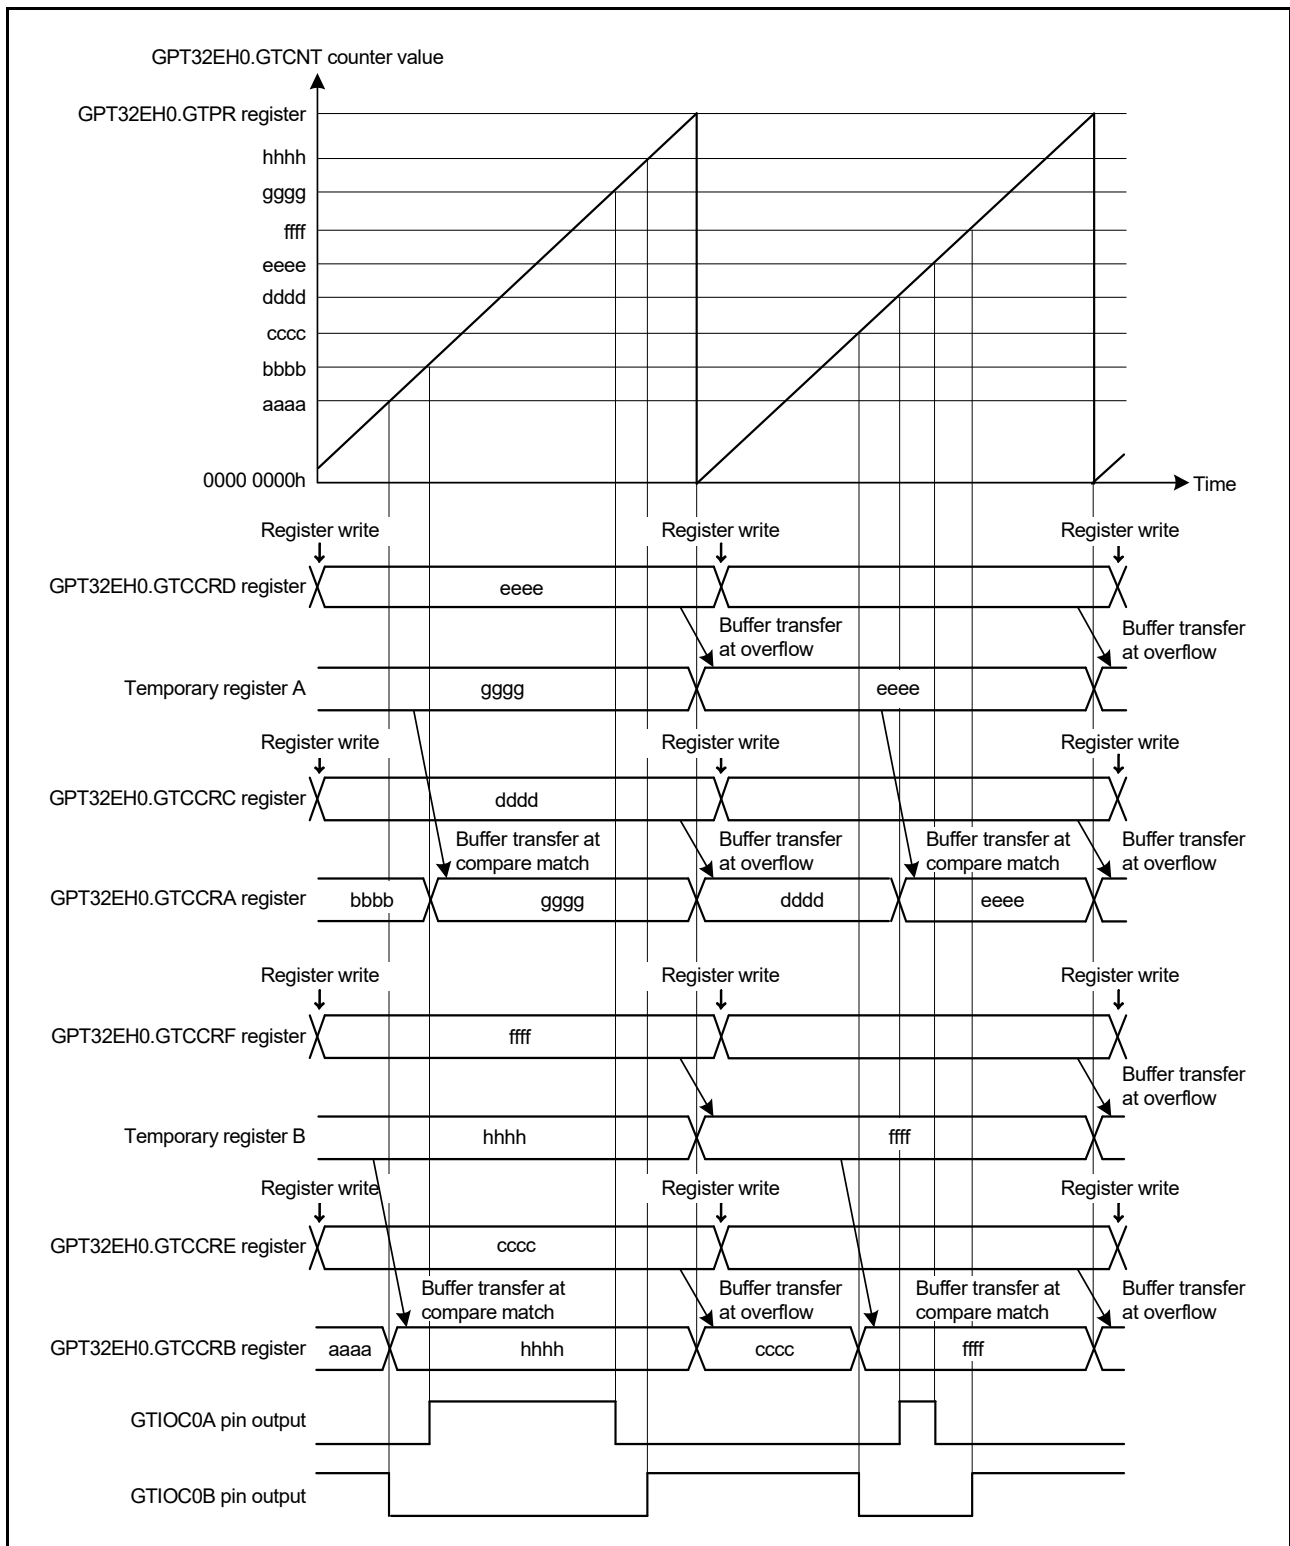 GPT32EH0.GTCNT counter value
GPT32EH0.GTPR register
hhhh
gggg
ffff
eeee
dddd
cccc
bbbb
aaaa
0000 0000h
Time
Register write
Register write
Register write
GPT32EH0.GTCCRD register
eeee
Buffer transfer
at overflow
Buffer transfer
at overflow
Temporary register A
gggg
eeee
Register write
Register write
Register write
GPT32EH0.GTCCRC register
dddd
Buffer transfer at
compare match
Buffer transfer
at overflow
Buffer transfer at
compare match
Buffer transfer
at overflow
GPT32EH0.GTCCRA register
bbbb
gggg
dddd
eeee
Register write
Register write
Register write
GPT32EH0.GTCCRF register
ffff
Buffer transfer
at overflow
Temporary register B
hhhh
ffff
Register write
Register write
Register write
GPT32EH0.GTCCRE register
cccc
Buffer transfer at
compare match
Buffer transfer
at overflow
Buffer transfer at
compare match
Buffer transfer
at overflow
GPT32EH0.GTCCRB register
aaaa
hhhh
cccc
ffff
GTIOC0A pin output
GTIOC0B pin output